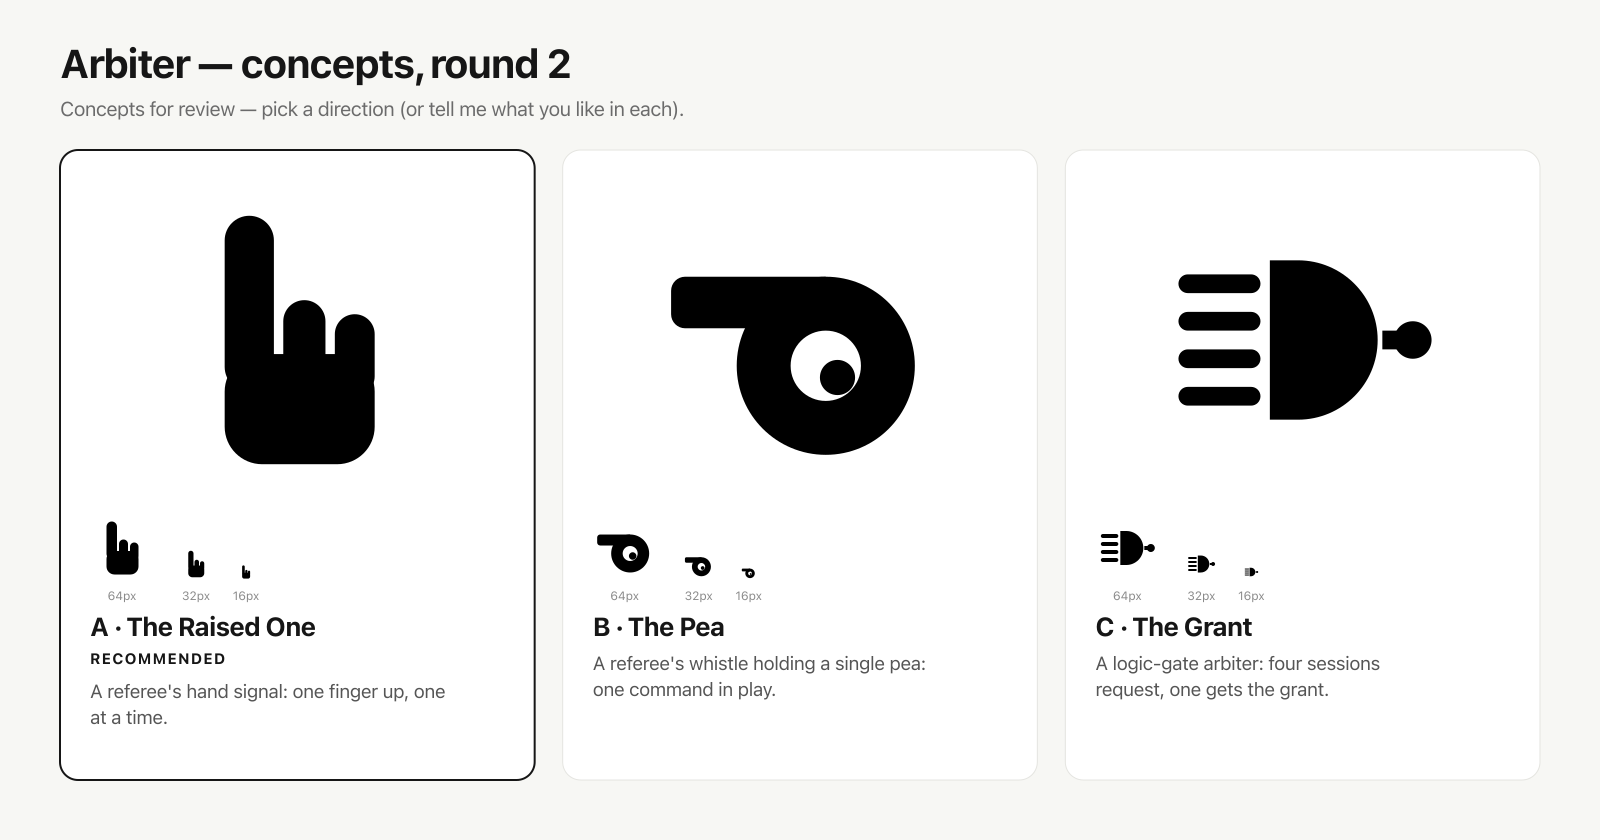 Arbiter — concepts, round 2
Concepts for review — pick a direction (or tell me what you like in each).
64px 32px 16px
A · The Raised One
RECOMMENDED
A referee's hand signal: one finger up, one
at a time.
64px 32px 16px
B · The Pea
A referee's whistle holding a single pea:
one command in play.
64px 32px 16px
C · The Grant
A logic-gate arbiter: four sessions
request, one gets the grant.